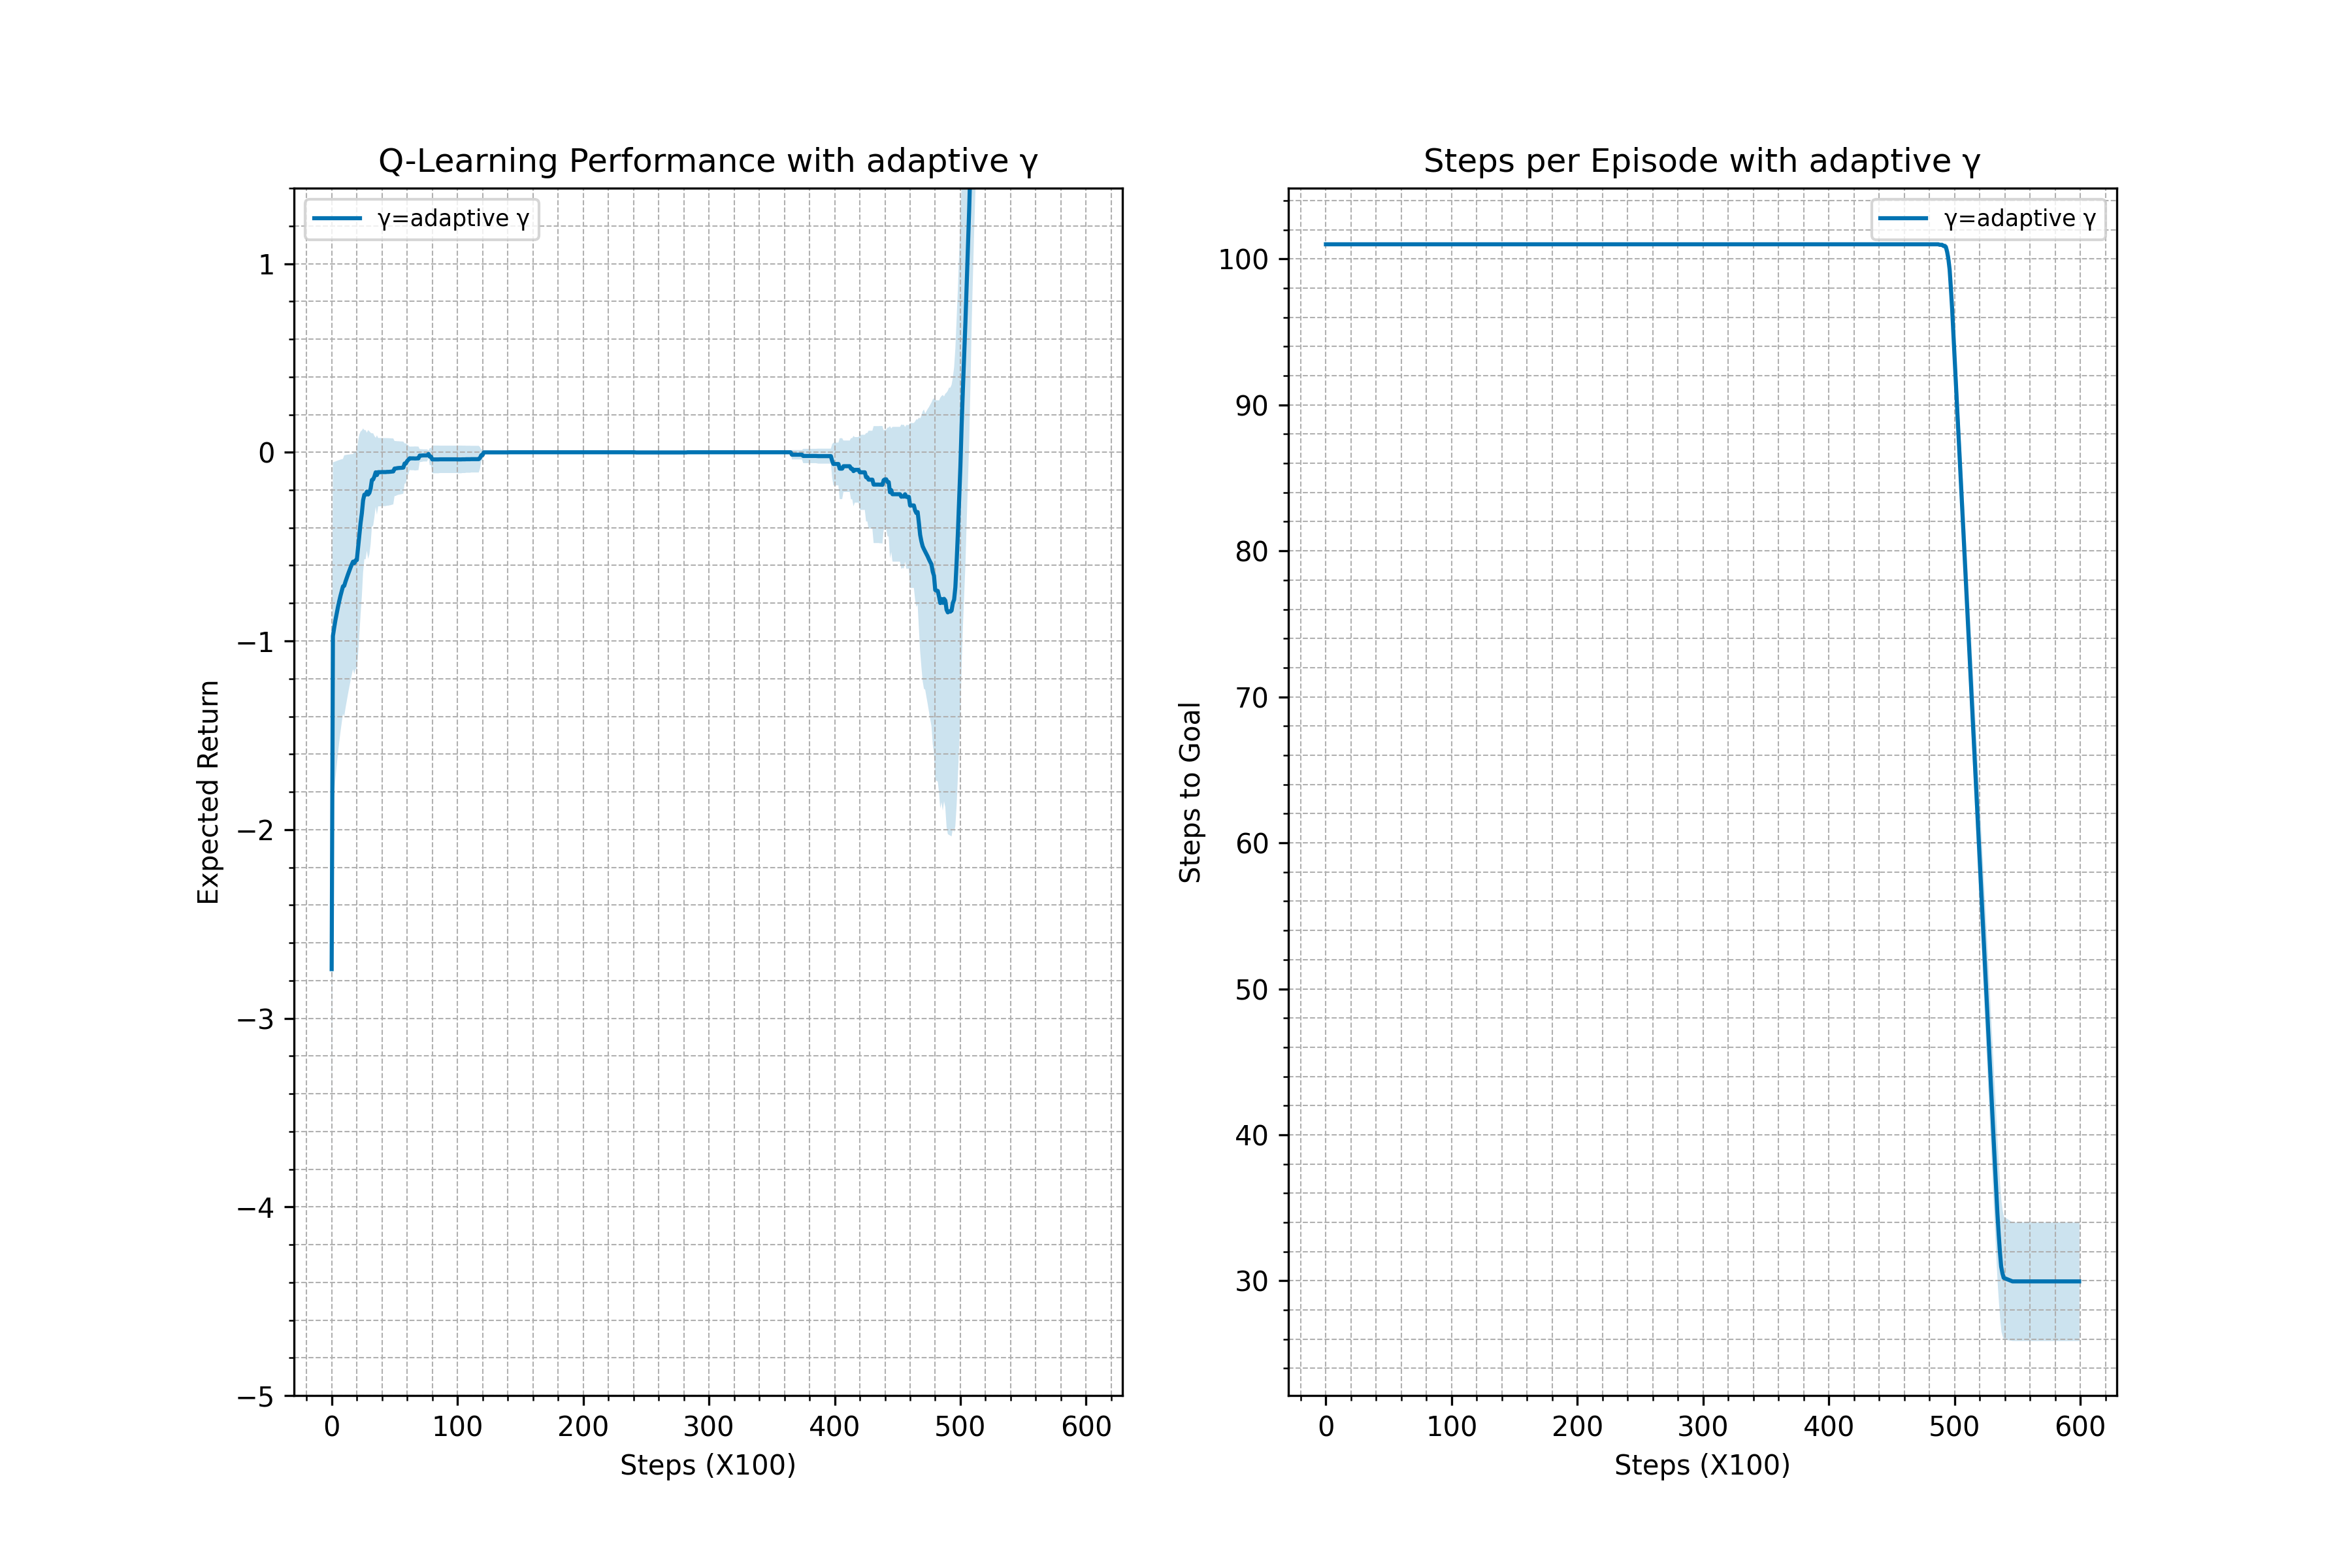 Q-Learning Performance with adaptive γ
γ=adaptive γ
1
0
−1
−2
−3
−4
−5
Expected Return
0 100 200 300 400 500 600
Steps (X100)
Steps per Episode with adaptive γ
γ=adaptive γ
100
90
80
70
60
50
40
30
Steps to Goal
0 100 200 300 400 500 600
Steps (X100)